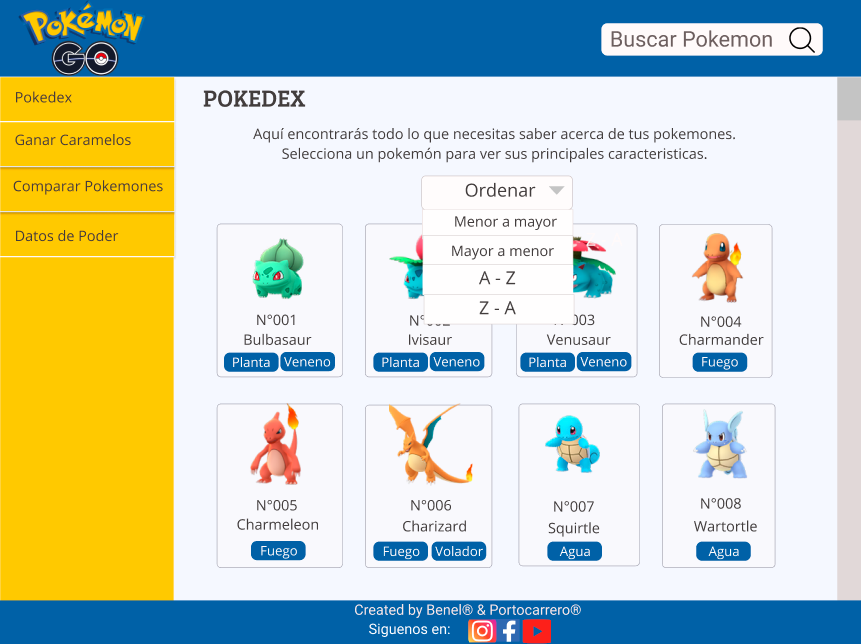 POKÉMON
GO
Buscar Pokemon
Pokedex
Ganar Caramelos
Comparar Pokemones
Datos de Poder
POKEDEX
Aquí encontrarás todo lo que necesitas saber acerca de tus pokemones.
Selecciona un pokemón para ver sus principales caracteristicas.
Ordenar
Menor a mayor
Mayor a menor
A - Z
Z - A
N°001
Bulbasaur
Planta Veneno
Ivisaur
Planta Veneno
003
Venusaur
Planta Veneno
N°004
Charmander
Fuego
N°005
Charmeleon
Fuego
N°006
Charizard
Fuego Volador
N°007
Squirtle
Agua
N°008
Wartortle
Agua
Created by Benel® & Portocarrero®
Siguenos en: